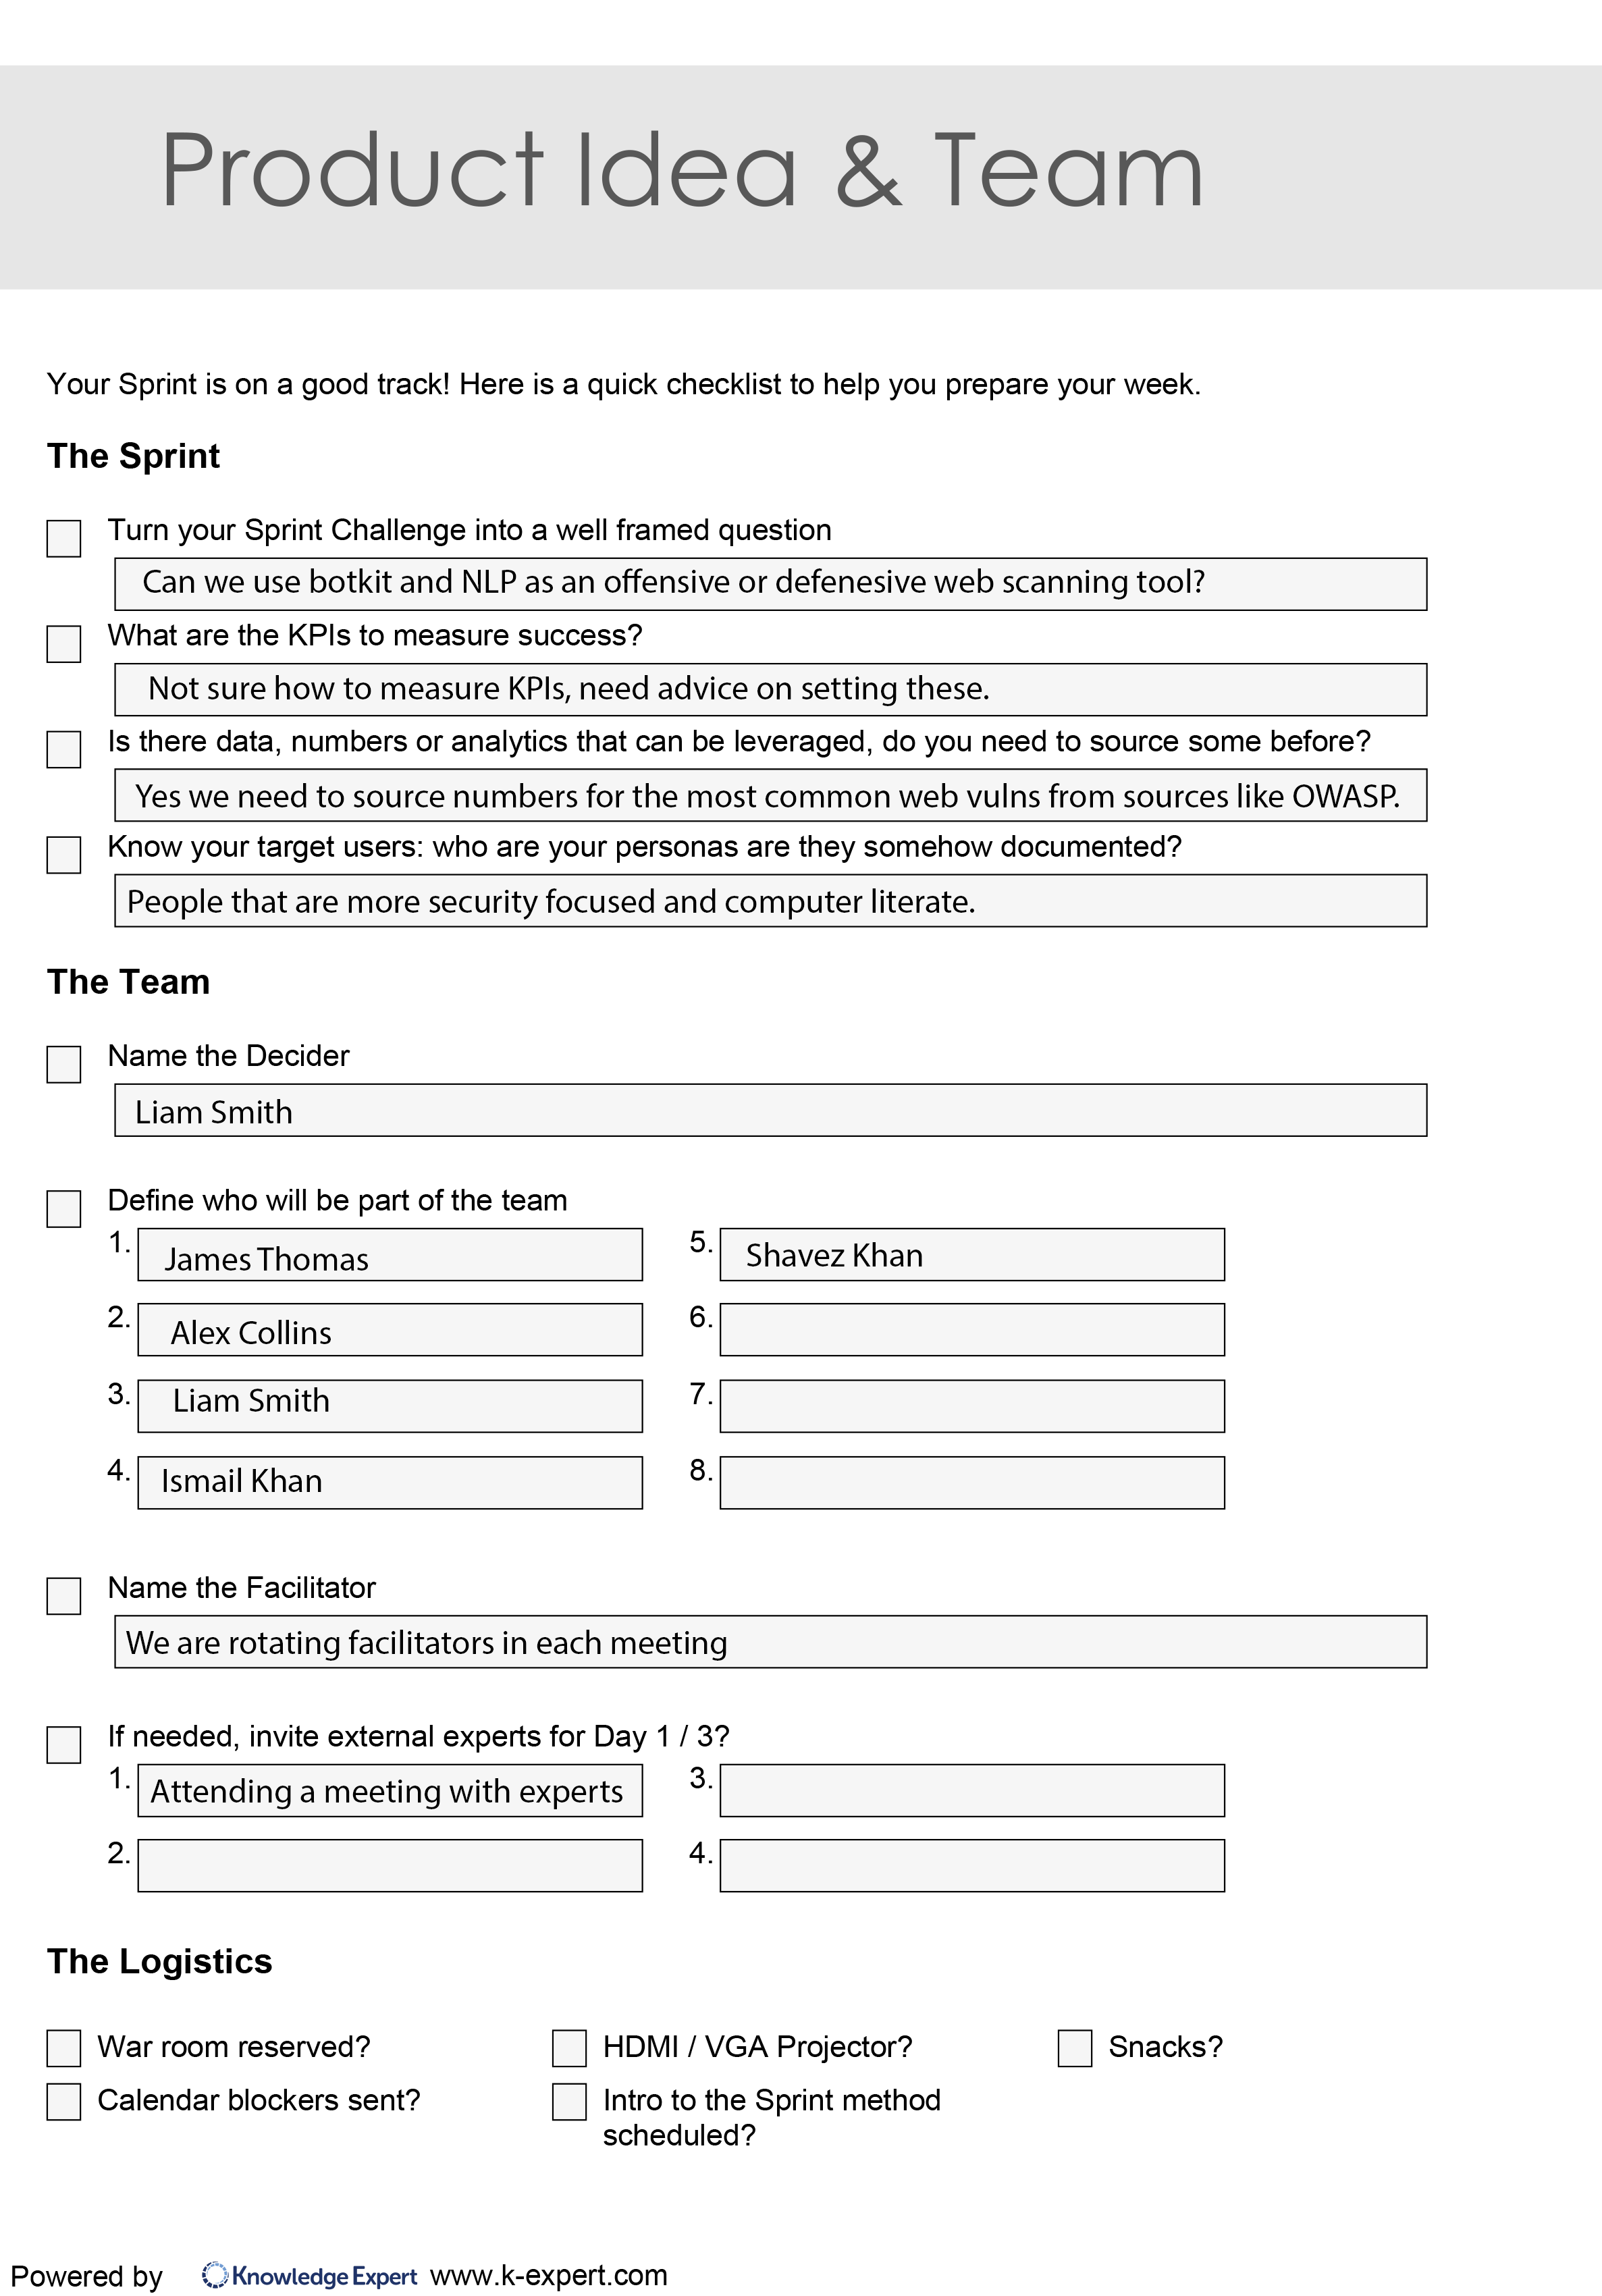 Product Idea & Team
Your Sprint is on a good track! Here is a quick checklist to help you prepare your week.
The Sprint
Turn your Sprint Challenge into a well framed question
Can we use botkit and NLP as an offensive or defenesive web scanning tool?
What are the KPIs to measure success?
Not sure how to measure KPIs, need advice on setting these.
Is there data, numbers or analytics that can be leveraged, do you need to source some before?
Yes we need to source numbers for the most common web vulns from sources like OWASP.
Know your target users: who are your personas are they somehow documented?
People that are more security focused and computer literate.
The Team
Name the Decider
Liam Smith
Define who will be part of the team
1. James Thomas
2. Alex Collins
3. Liam Smith
4. Ismail Khan
5. Shavez Khan
6.
7.
8.
Name the Facilitator
We are rotating facilitators in each meeting
If needed, invite external experts for Day 1 / 3?
1. Attending a meeting with experts
2.
3.
4.
The Logistics
War room reserved?
Calendar blockers sent?
HDMI / VGA Projector?
Intro to the Sprint method
scheduled?
Snacks?
Powered by Knowledge Expert www.k-expert.com